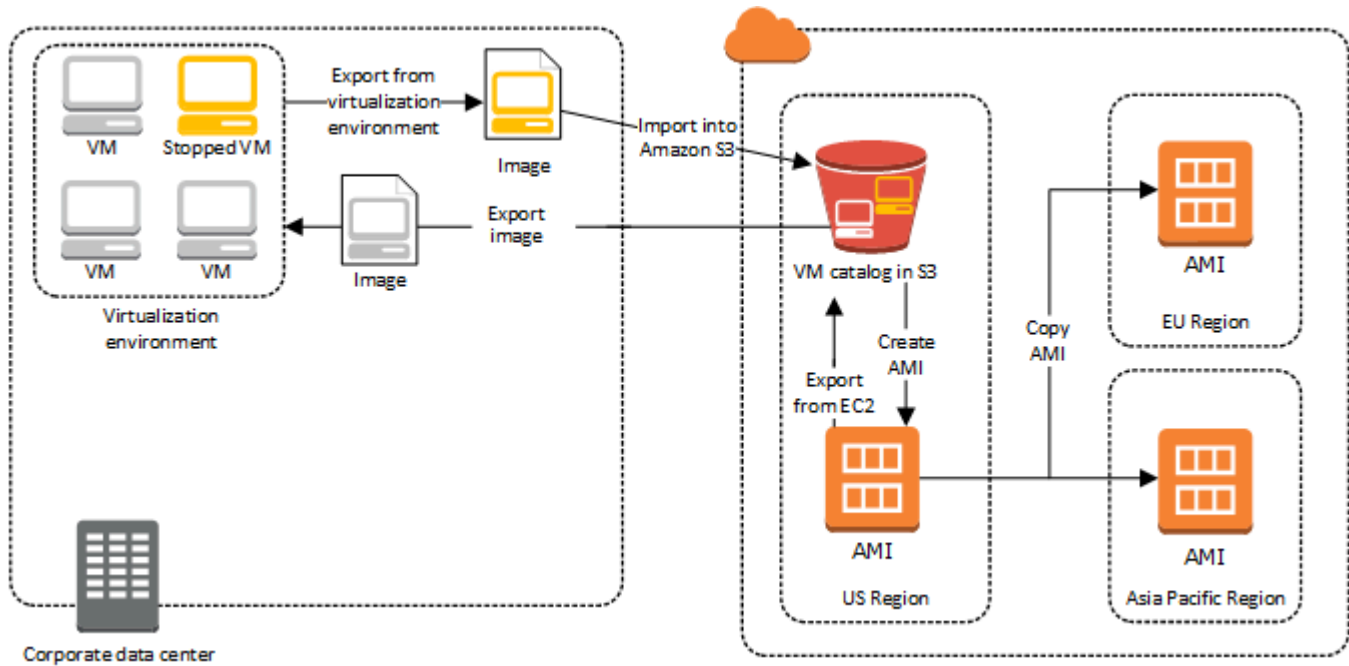 VM
Stopped VM
VM
VM
Virtualization
environment
Export from
virtualization
environment
Image
Import into
Amazon S3
Export
image
Image
Corporate data center
VM catalog in S3
Create
AMI
Export
from EC2
AMI
US Region
Copy
AMI
AMI
EU Region
AMI
Asia Pacific Region